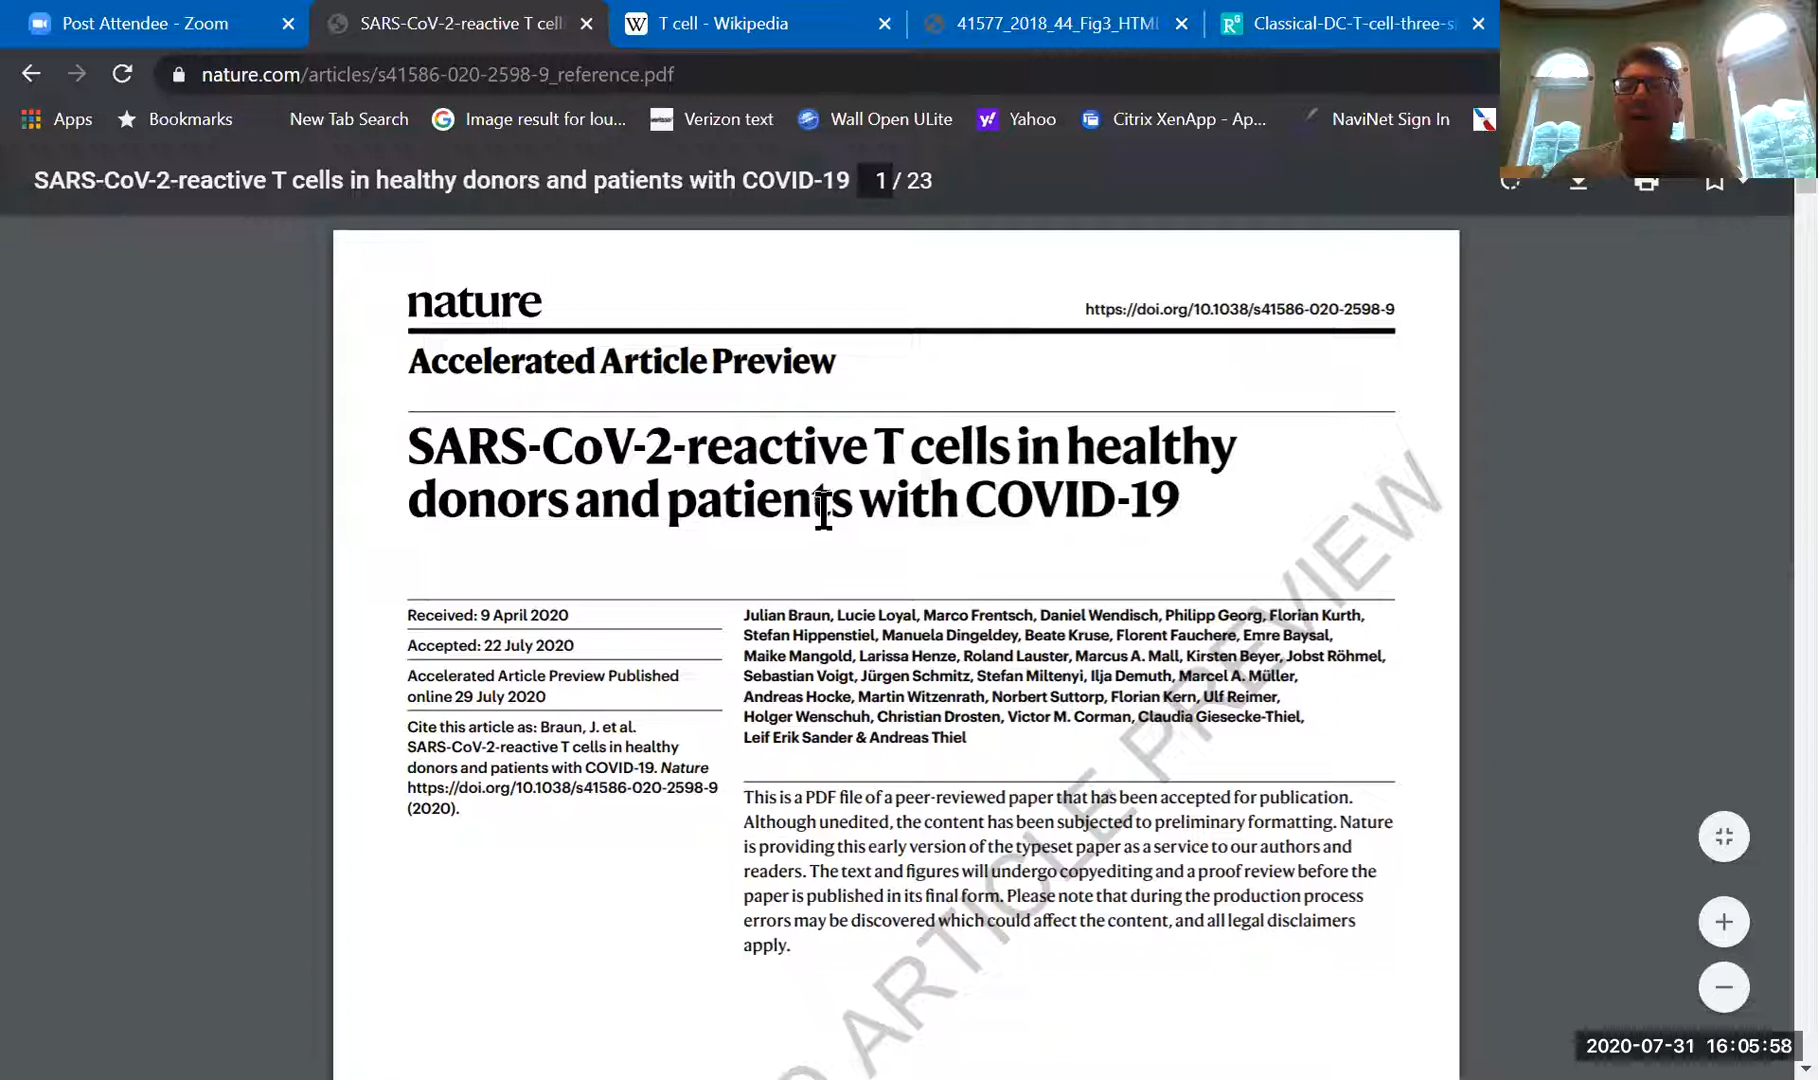 Post Attendee - Zoom
SARS-CoV-2-reactive T cell
T cell - Wikipedia
41577_2018_44_Fig3_HTML
Classical-DC-T-cell-three-s
nature.com/articles/s41586-020-2598-9_reference.pdf
Apps
Bookmarks
New Tab Search
Image result for lou...
Verizon text
Wall Open ULite
Yahoo
Citrix XenApp - Ap...
NaviNet Sign In
SARS-CoV-2-reactive T cells in healthy donors and patients with COVID-19
1 / 23
nature
https://doi.org/10.1038/s41586-020-2598-9
Accelerated Article Preview
SARS-CoV-2-reactive T cells in healthy
donors and patients with COVID-19
Received: 9 April 2020
Accepted: 22 July 2020
Accelerated Article Preview Published
online 29 July 2020
Cite this article as: Braun, J. et al.
SARS-CoV-2-reactive T cells in healthy
donors and patients with COVID-19. Nature
https://doi.org/10.1038/s41586-020-2598-9
(2020).
Julian Braun, Lucie Loyal, Marco Frentsch, Daniel Wendisch, Philipp Georg, Florian Kurth,
Stefan Hippenstiel, Manuela Dingeldey, Beate Kruse, Florent Fauchere, Emre Baysal,
Maike Mangold, Larissa Henze, Roland Lauster, Marcus A. Mall, Kirsten Beyer, Jobst Röhmel,
Sebastian Voigt, Jürgen Schmitz, Stefan Miltenyi, Ilja Demuth, Marcel A. Müller,
Andreas Hocke, Martin Witzenrath, Norbert Suttorp, Florian Kern, Ulf Reimer,
Holger Wenschuh, Christian Drosten, Victor M. Corman, Claudia Giesecke-Thiel,
Leif Erik Sander & Andreas Thiel
This is a PDF file of a peer-reviewed paper that has been accepted for publication.
Although unedited, the content has been subjected to preliminary formatting. Nature
is providing this early version of the typeset paper as a service to our authors and
readers. The text and figures will undergo copyediting and a proof review before the
paper is published in its final form. Please note that during the production process
errors may be discovered which could affect the content, and all legal disclaimers
apply.
ARTICLE PREVIEW
2020-07-31 16:05:58